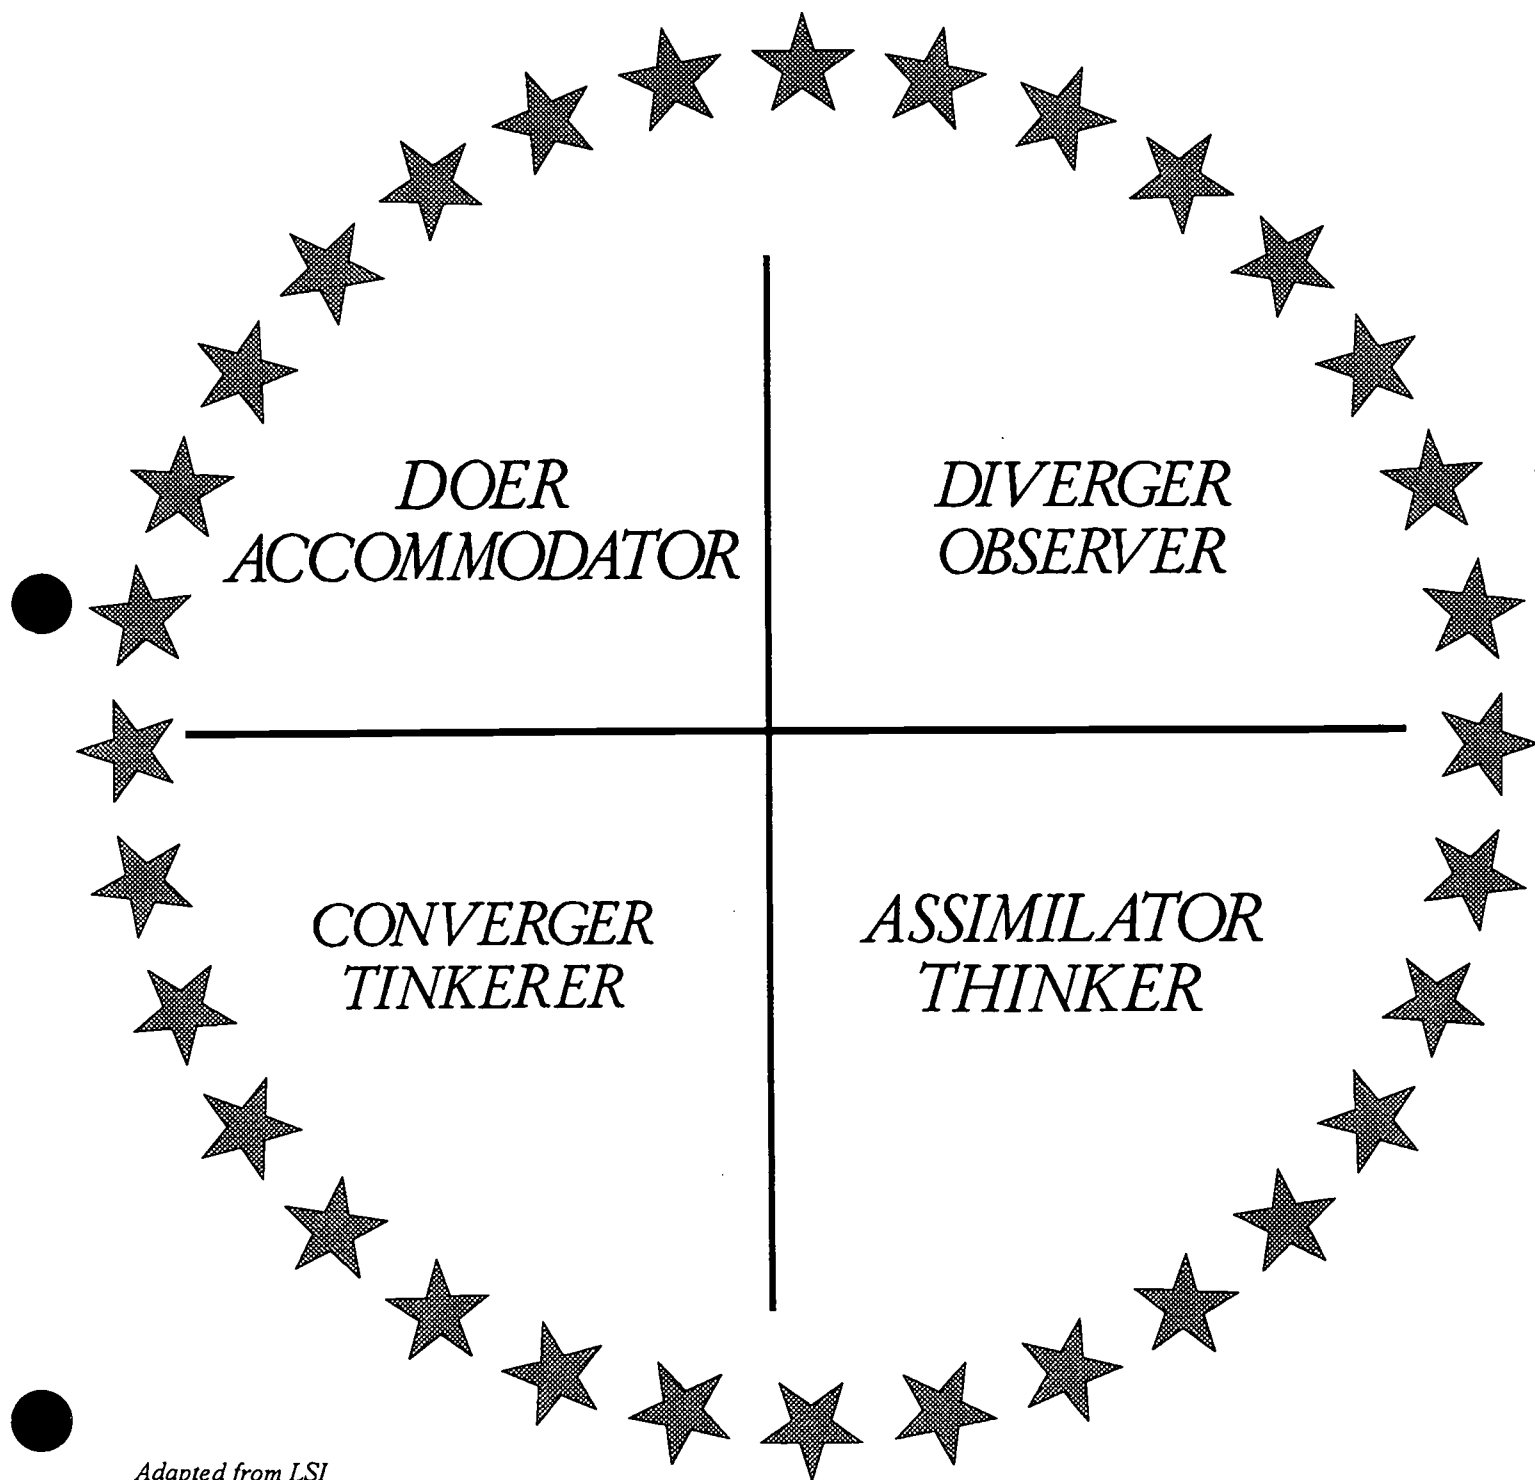 DOER
ACCOMMODATOR
DIVERGER
OBSERVER
CONVERGER
TINKERER
ASSIMILATOR
THINKER
Adapted from LSI